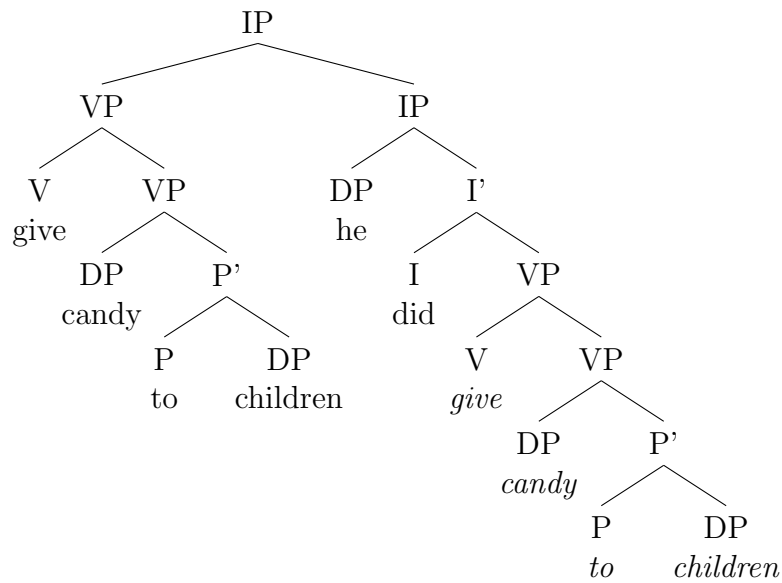 IP
VP IP
V VP DP I'
give he
DP P' I VP
candy did
P DP V VP
to children give
DP P'
candy
P DP
to children